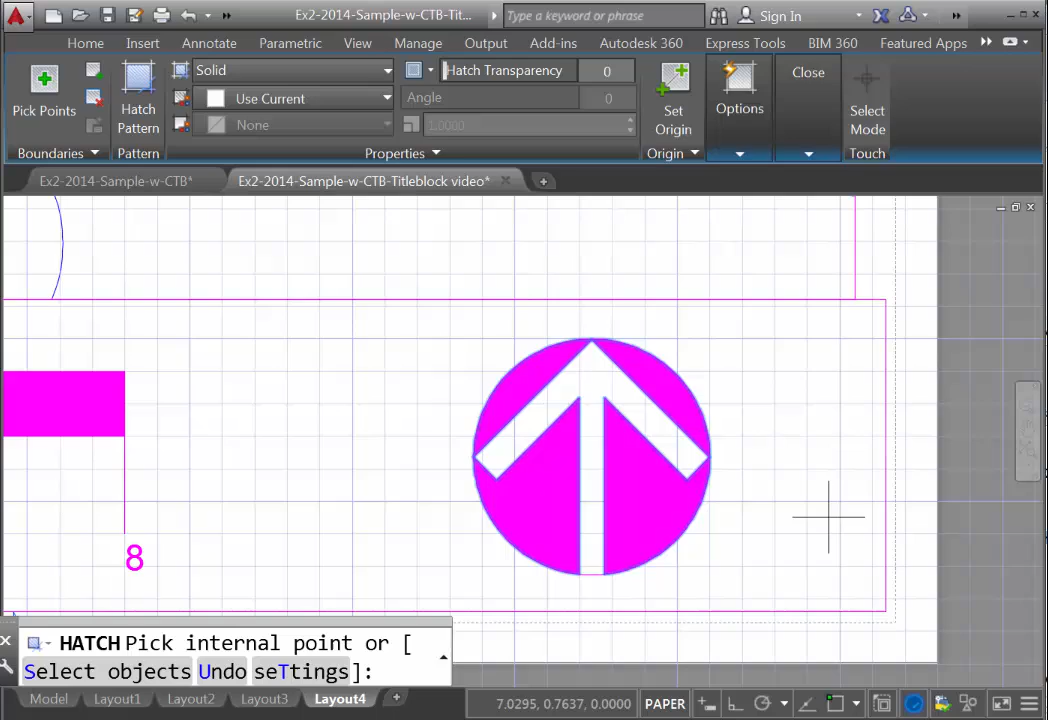 Ex2-2014-Sample-w-CTB-Tit...
Type a keyword or phrase
Sign In
Home Insert Annotate Parametric View Manage Output Add-ins Autodesk 360 Express Tools BIM 360 Featured Apps
Solid
Hatch Transparency 0
Close
Pick Points
Hatch
Pattern
Use Current
Angle 0
Set
Origin
Options
Select
Mode
None
1.0000
Boundaries Pattern Properties Origin Touch
Ex2-2014-Sample-w-CTB* Ex2-2014-Sample-w-CTB-Titleblock video*
8
HATCH Pick internal point or [
Select objects Undo seTtings]:
Model Layout1 Layout2 Layout3 Layout4
7.0295, 0.7637, 0.0000 PAPER